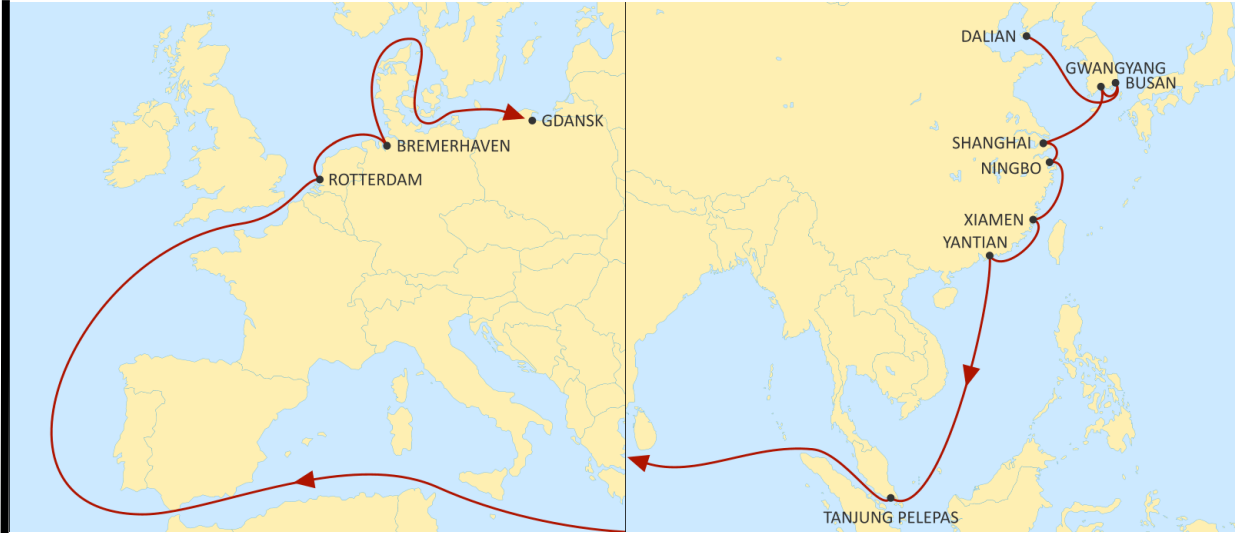 DALIAN
GWANGYANG
BUSAN
GDANSK
BREMERHAVEN
SHANGHAI
NINGBO
ROTTERDAM
XIAMEN
YANTIAN
TANJUNG PELEPAS